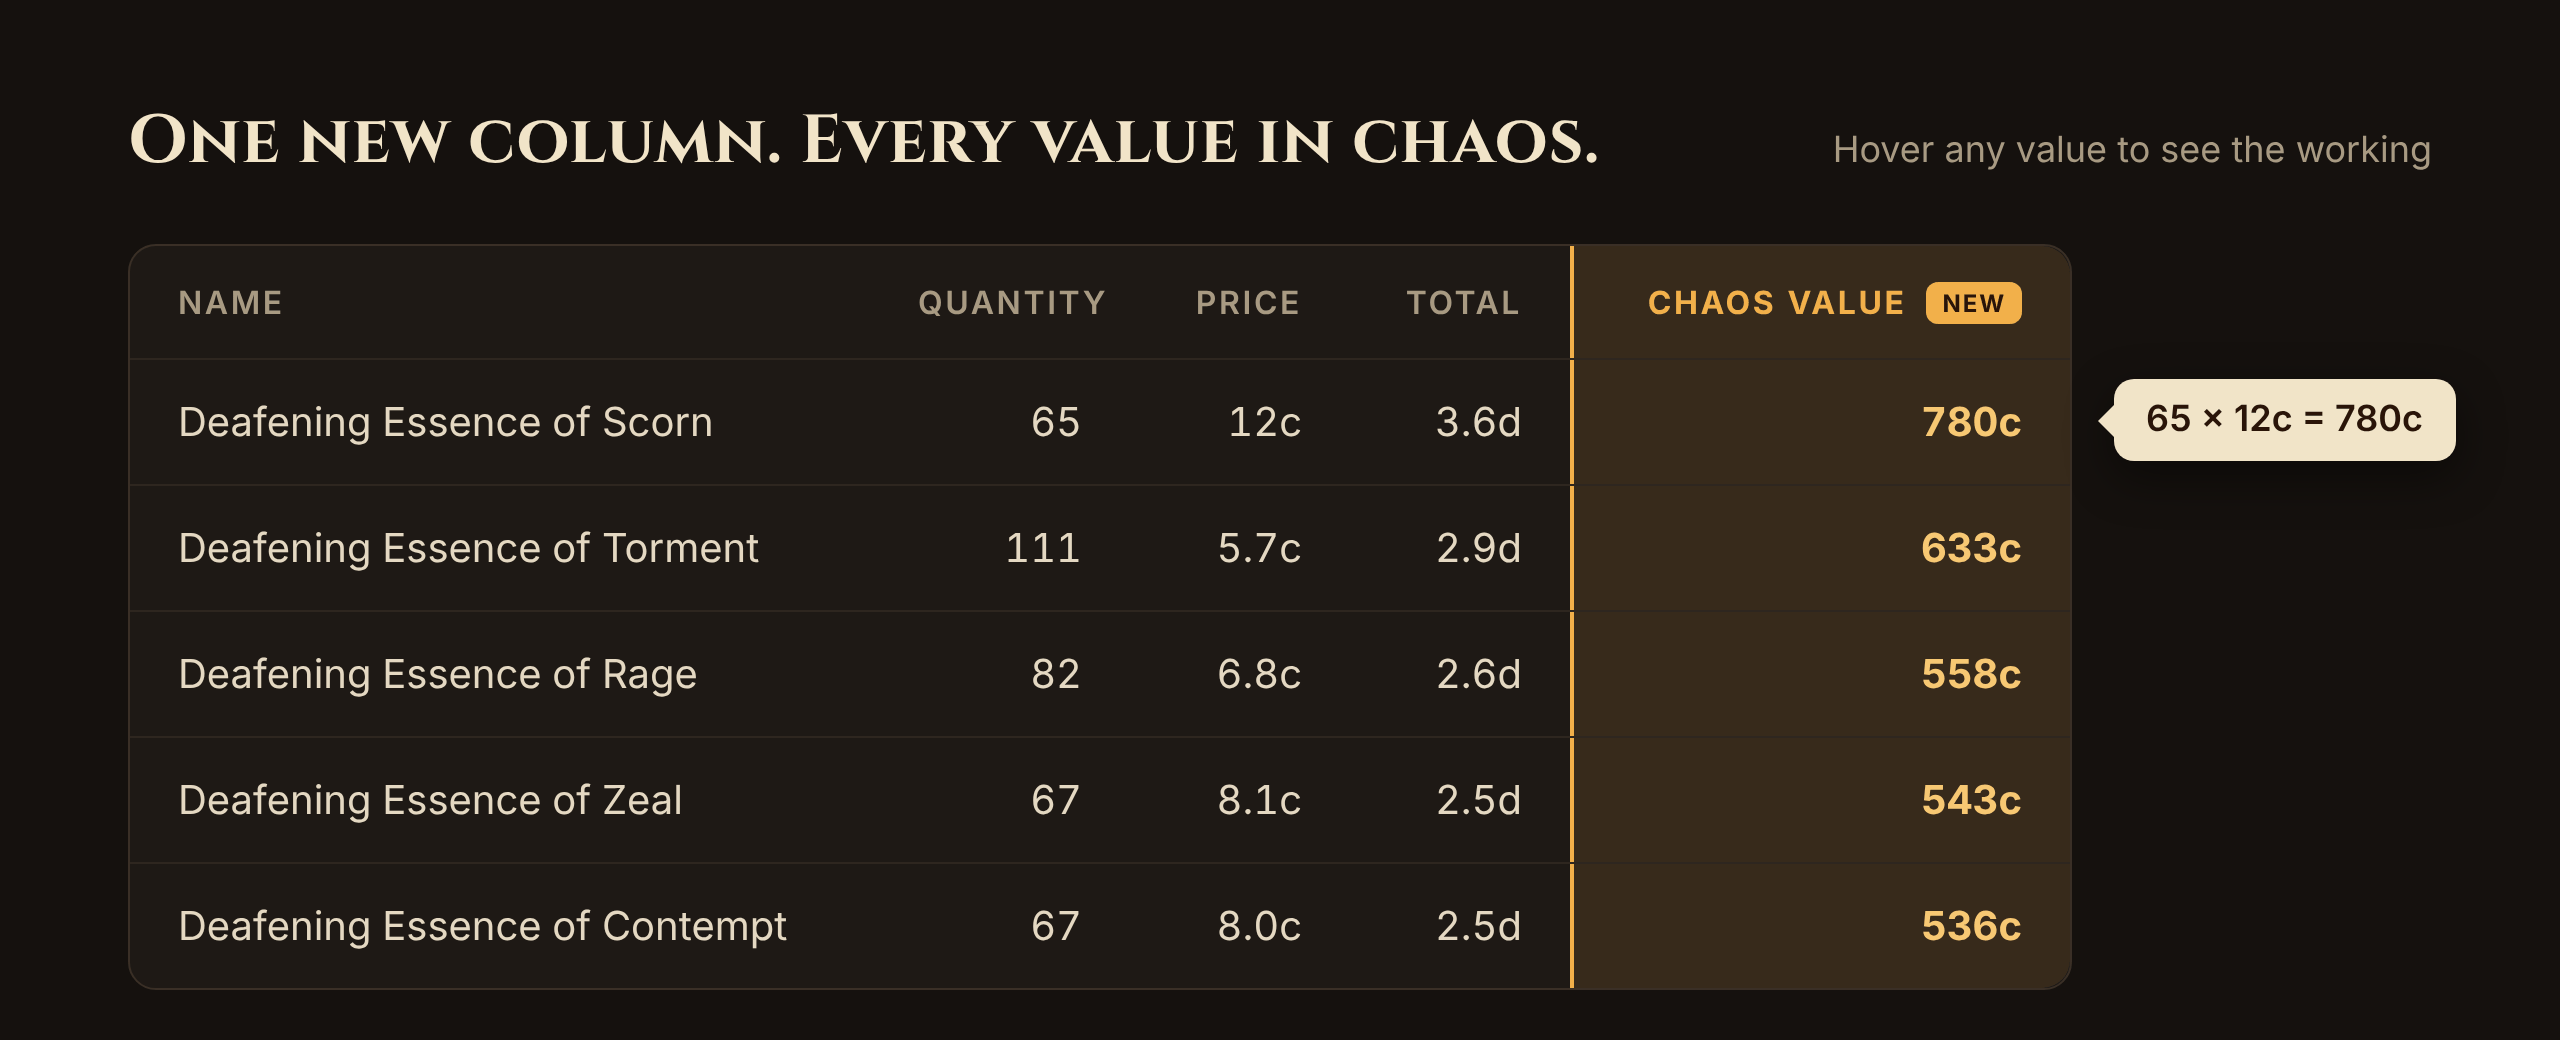 One new column. Every value in chaos.
Hover any value to see the working
NAME QUANTITY PRICE TOTAL CHAOS VALUE NEW
Deafening Essence of Scorn 65 12c 3.6d 780c
65 × 12c = 780c
Deafening Essence of Torment 111 5.7c 2.9d 633c
Deafening Essence of Rage 82 6.8c 2.6d 558c
Deafening Essence of Zeal 67 8.1c 2.5d 543c
Deafening Essence of Contempt 67 8.0c 2.5d 536c